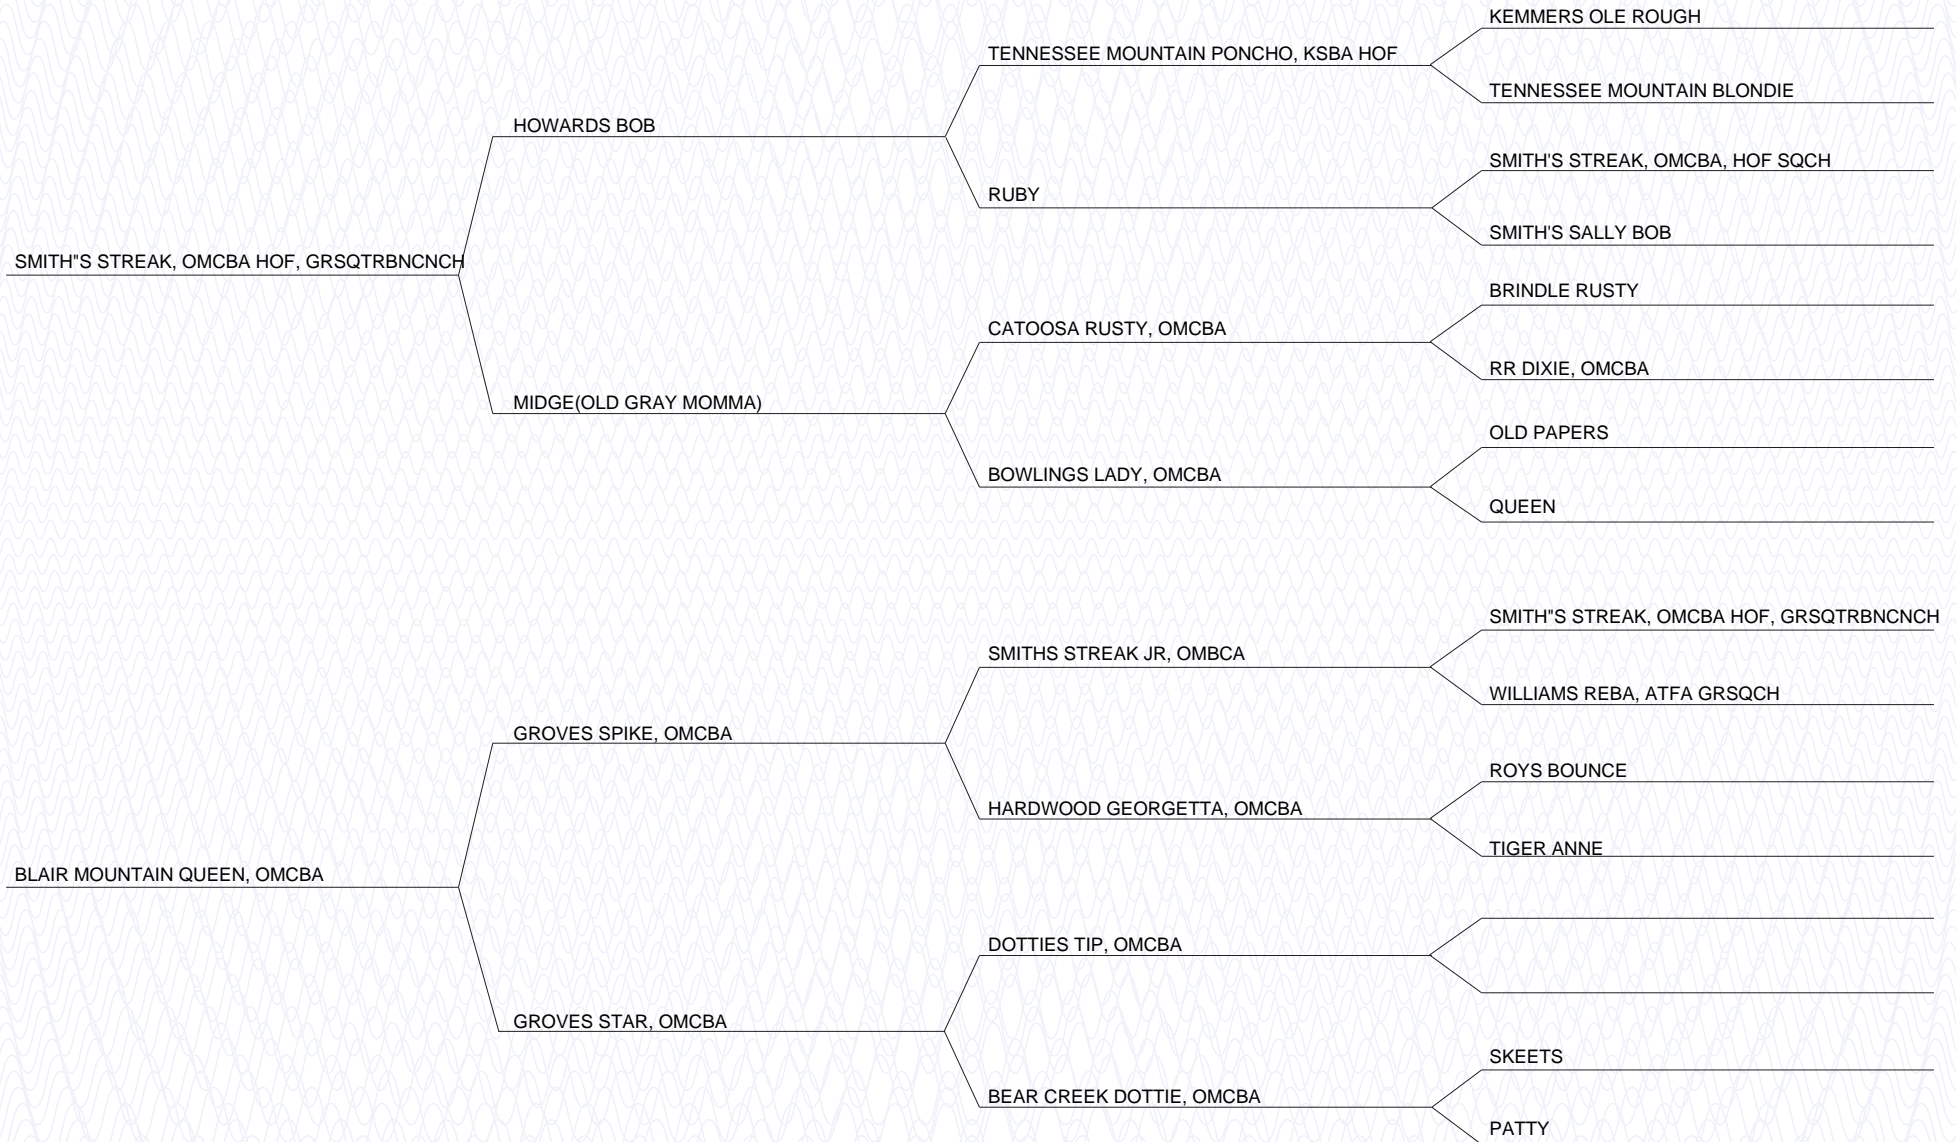 KEMMERS OLE ROUGH
TENNESSEE MOUNTAIN PONCHO, KSBA HOF
TENNESSEE MOUNTAIN BLONDIE
HOWARDS BOB
SMITH'S STREAK, OMCBA, HOF SQCH
RUBY
SMITH'S SALLY BOB
SMITH"S STREAK, OMCBA HOF, GRSQTRBNCNCH
BRINDLE RUSTY
CATOOSA RUSTY, OMCBA
RR DIXIE, OMCBA
MIDGE(OLD GRAY MOMMA)
OLD PAPERS
BOWLINGS LADY, OMCBA
QUEEN
SMITH"S STREAK, OMCBA HOF, GRSQTRBNCNCH
SMITHS STREAK JR, OMBCA
WILLIAMS REBA, ATFA GRSQCH
GROVES SPIKE, OMCBA
ROYS BOUNCE
HARDWOOD GEORGETTA, OMCBA
TIGER ANNE
BLAIR MOUNTAIN QUEEN, OMCBA
DOTTIES TIP, OMCBA
GROVES STAR, OMCBA
SKEETS
BEAR CREEK DOTTIE, OMCBA
PATTY